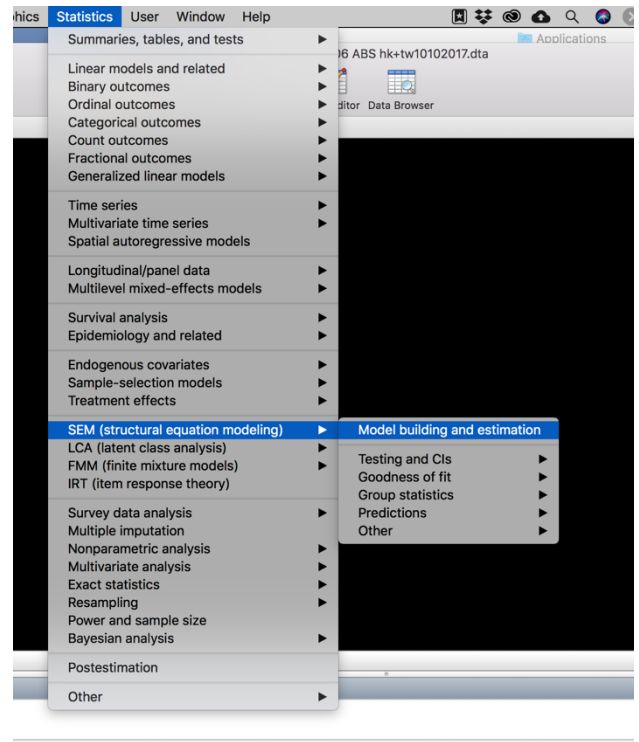 Statistics User Window Help
Summaries, tables, and tests
Applications
06 ABS hk+tw10102017.dta
Linear models and related
Binary outcomes
Data Browser
Ordinal outcomes
Categorical outcomes
Count outcomes
Fractional outcomes
Generalized linear models
Time series
Multivariate time series
Spatial autoregressive models
Longitudinal/panel data
Multilevel mixed-effects models
Survival analysis
Epidemiology and related
Endogenous covariates
Sample-selection models
Treatment effects
SEM (structural equation modeling)
Model building and estimation
LCA (latent class analysis)
FMM (finite mixture models)
IRT (item response theory)
Testing and CIs
Goodness of fit
Group statistics
Predictions
Other
Survey data analysis
Multiple imputation
Nonparametric analysis
Multivariate analysis
Exact statistics
Resampling
Power and sample size
Bayesian analysis
Postestimation
Other